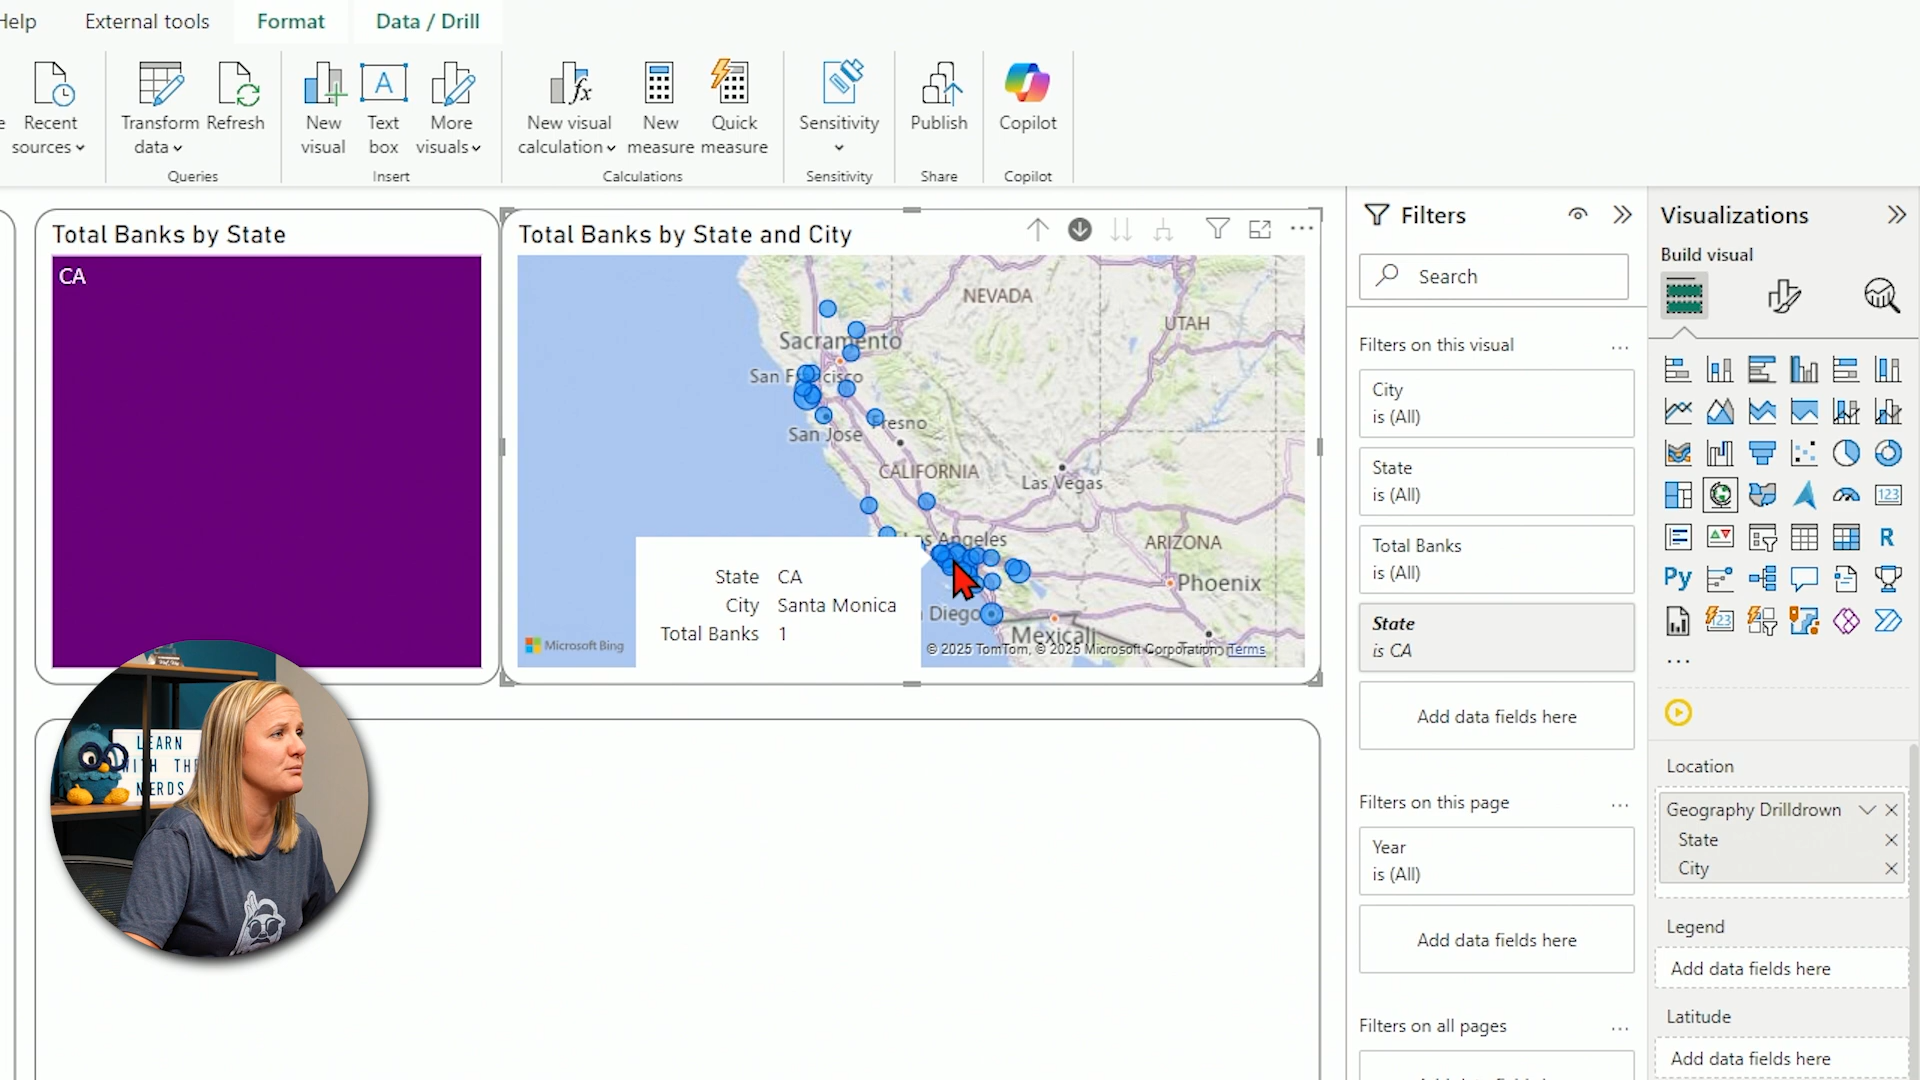 Help
External tools
Format
Data / Drill
Recent
sources
Transform
data
Refresh
Queries
New
visual
Text
box
More
visuals
Insert
New visual
calculation
New
measure
Quick
measure
Calculations
Sensitivity
Sensitivity
Publish
Share
Copilot
Copilot
Total Banks by State
CA
Total Banks by State and City
NEVADA
UTAH
Sacramento
San Francisco
San Jose
Fresno
CALIFORNIA
Las Vegas
Los Angeles
ARIZONA
Phoenix
Diego
Mexicali
Microsoft Bing
© 2025 TomTom, © 2025 Microsoft Corporation, Terms
State CA
City Santa Monica
Total Banks 1
LEARN
WITH THE
NERDS
Filters
Search
Filters on this visual
City
is (All)
State
is (All)
Total Banks
is (All)
State
is CA
Add data fields here
Filters on this page
Year
is (All)
Add data fields here
Filters on all pages
Visualizations
Build visual
123
R
Py
123
Location
Geography Drilldrown
State
City
Legend
Add data fields here
Latitude
Add data fields here